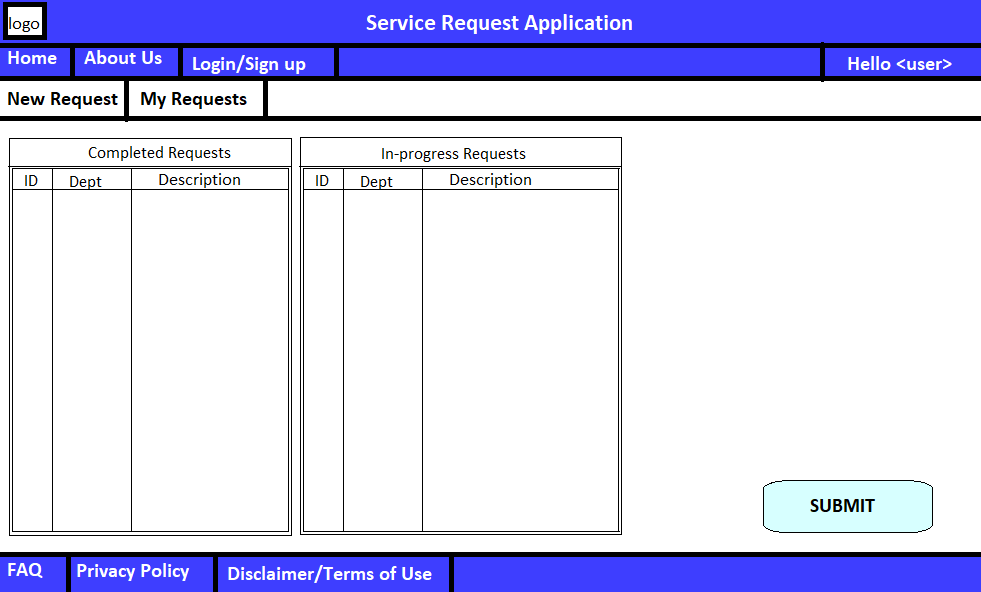 logo
Service Request Application
Home
About Us
Login/Sign up
Hello <user>
New Request
My Requests
Completed Requests
ID Dept Description
In-progress Requests
ID Dept Description
SUBMIT
FAQ
Privacy Policy
Disclaimer/Terms of Use